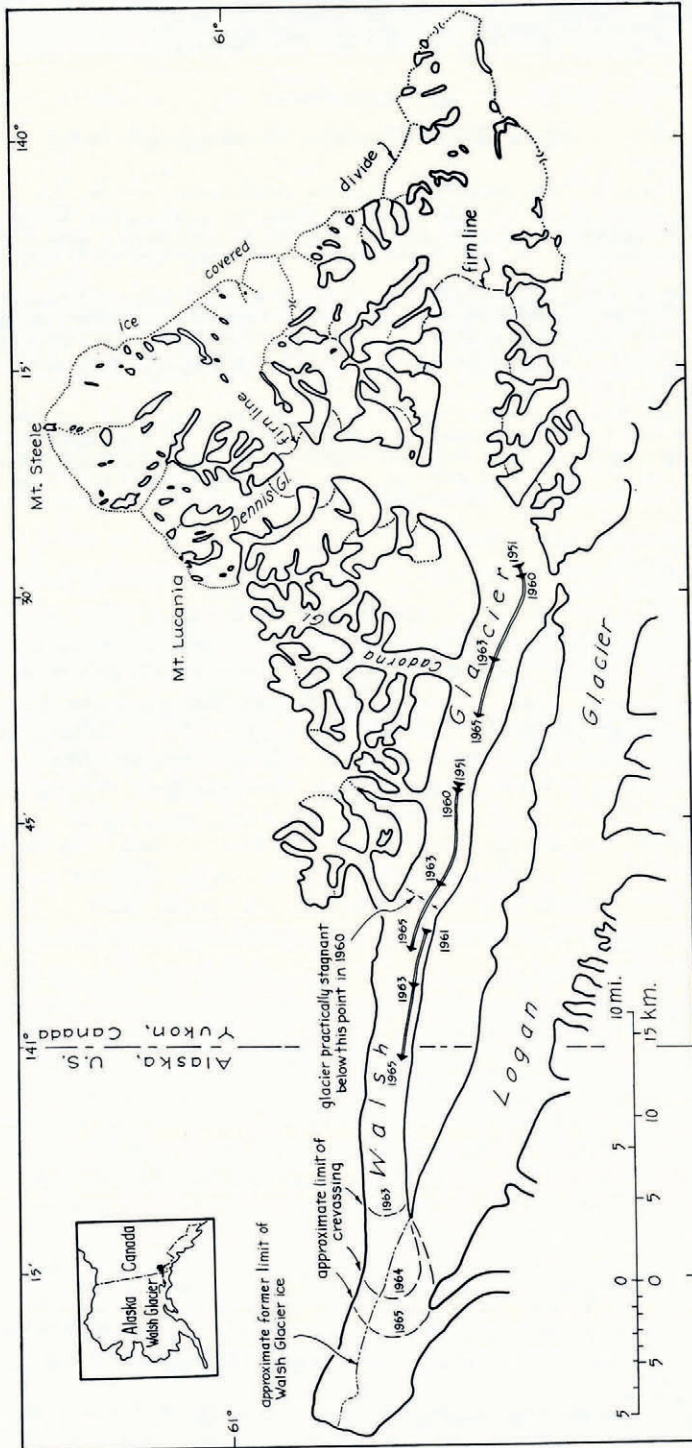 61°
140°
15'
30'
45'
141°
15'
61°
Mt. Steele
Mt. Lucania
ice
covered
divide
firn line
firn line
Dennis Gl.
Cadorna
Gl.
Walsh
Glacier
Logan
Glacier
1951
1960
1963
1965
1951
1960
1963
1965
1961
1963
1965
glacier practically stagnant
below this point in 1960
Yukon, Canada
Alaska, U.S.
approximate limit of
crevassing
1963
1964
1965
approximate former limit of
Walsh Glacier ice
Alaska
Canada
Walsh Glacier
5 0 5 10 mi.
5 0 5 10 15 km.